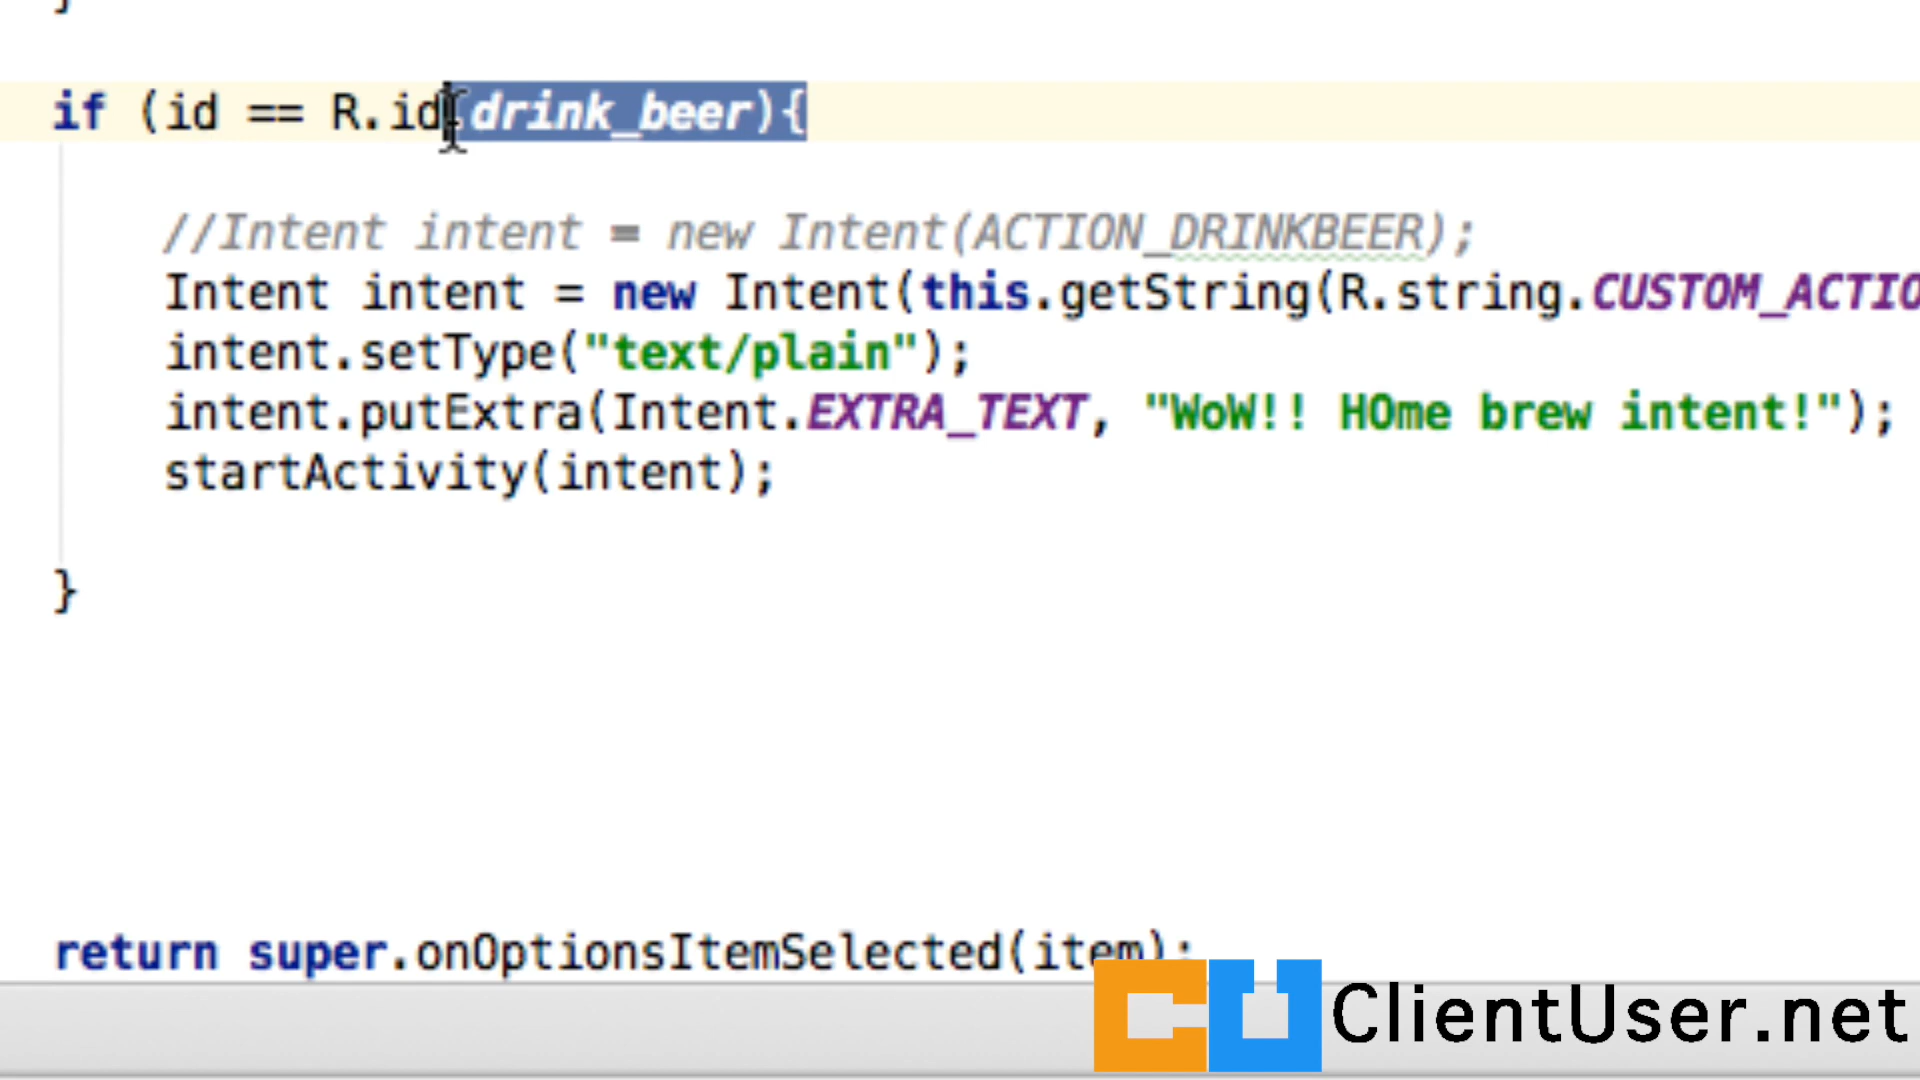 }
if (id == R.id.drink_beer){
//Intent intent = new Intent(ACTION_DRINKBEER);
Intent intent = new Intent(this.getString(R.string.CUSTOM_ACTIO
intent.setType("text/plain");
intent.putExtra(Intent.EXTRA_TEXT, "WoW!! HOme brew intent!");
startActivity(intent);
}
return super.onOptionsItemSelected(item);
CU ClientUser.net